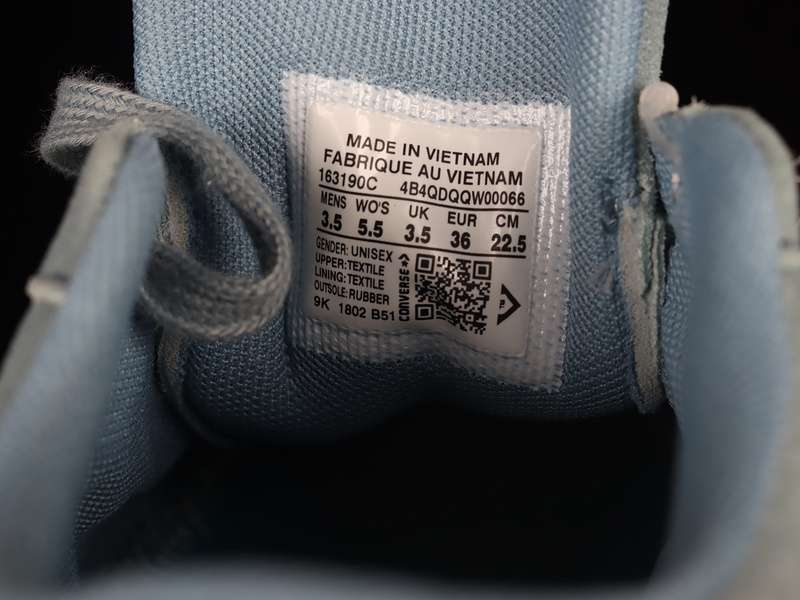 MADE IN VIETNAM
FABRIQUE AU VIETNAM
163190C 4B4QDQQW00066
MENS WO'S UK EUR CM
3.5 5.5 3.5 36 22.5
GENDER: UNISEX
UPPER:TEXTILE
LINING:TEXTILE
OUTSOLE:RUBBER
9K 1802 B51
CONVERSE
P